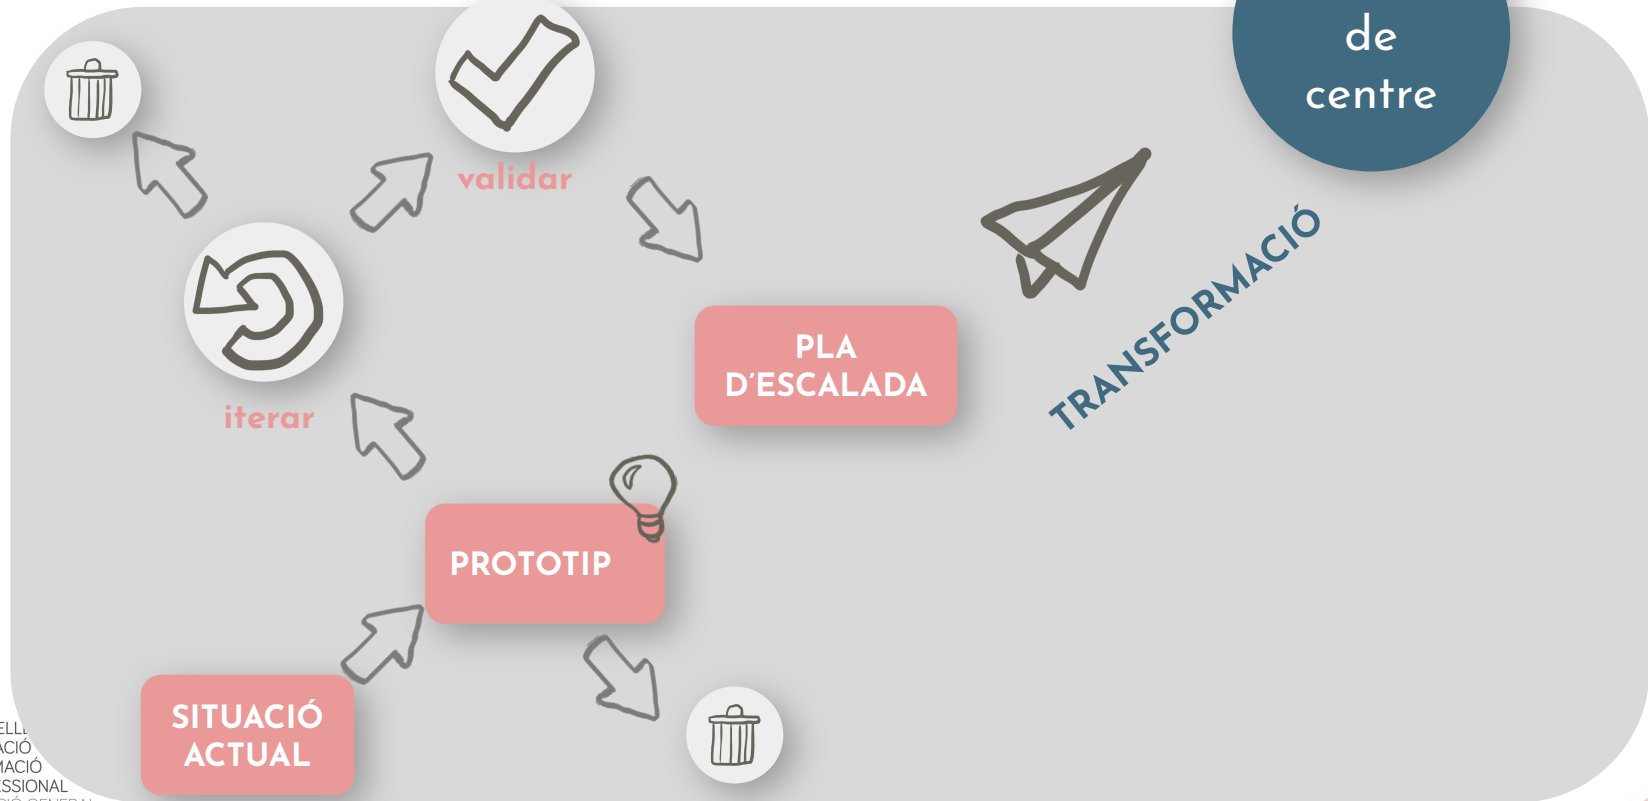 de
centre
validar
TRANSFORMACIÓ
PLA
D'ESCALADA
iterar
PROTOTIP
SITUACIÓ
ACTUAL